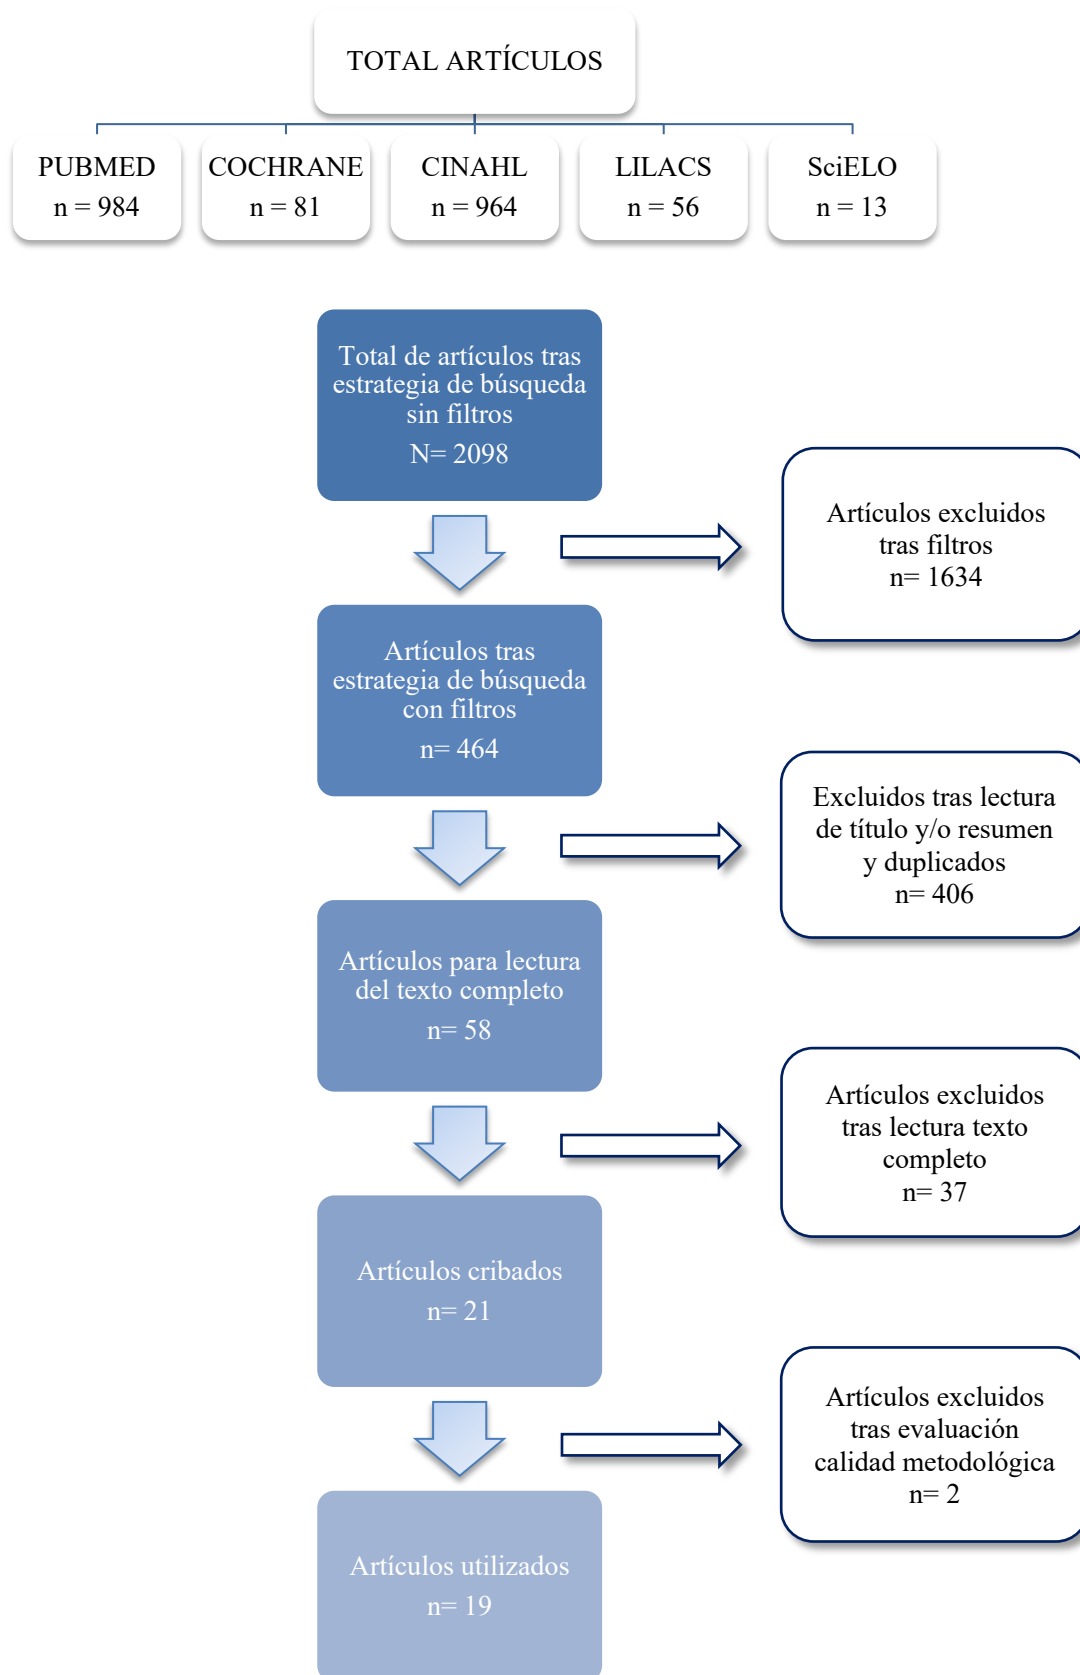 TOTAL ARTÍCULOS
PUBMED
n = 984
COCHRANE
n = 81
CINAHL
n = 964
LILACS
n = 56
SciELO
n = 13
Total de artículos tras
estrategia de búsqueda
sin filtros
N= 2098
Artículos excluidos
tras filtros
n= 1634
Artículos tras
estrategia de búsqueda
con filtros
n= 464
Excluidos tras lectura
de título y/o resumen
y duplicados
n= 406
Artículos para lectura
del texto completo
n= 58
Artículos excluidos
tras lectura texto
completo
n= 37
Artículos cribados
n= 21
Artículos excluidos
tras evaluación
calidad metodológica
n= 2
Artículos utilizados
n= 19